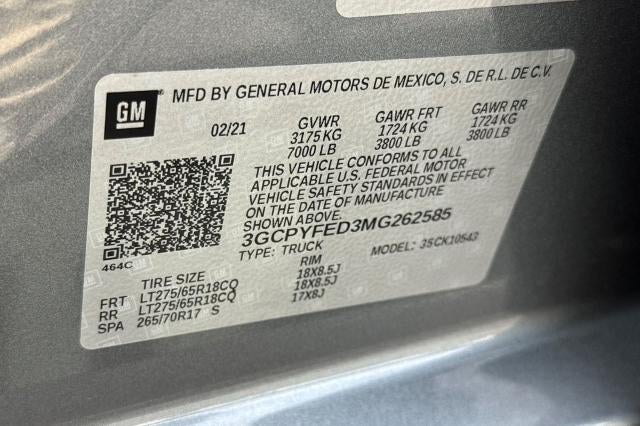 GM
MFD BY GENERAL MOTORS DE MEXICO, S. DE R.L. DE C.V.
02/21 GVWR GAWR FRT GAWR RR
3175 KG 1724 KG 1724 KG
7000 LB 3800 LB 3800 LB
THIS VEHICLE CONFORMS TO ALL
APPLICABLE U.S. FEDERAL MOTOR
VEHICLE SAFETY STANDARDS IN EFFECT
ON THE DATE OF MANUFACTURE
SHOWN ABOVE.
3GCPYFED3MG262585
TYPE: TRUCK MODEL: 35CK10543
464C
TIRE SIZE RIM
FRT LT275/65R18CQ 18X8.5J
RR LT275/65R18CQ 18X8.5J
SPA 265/70R17 S 17X8J